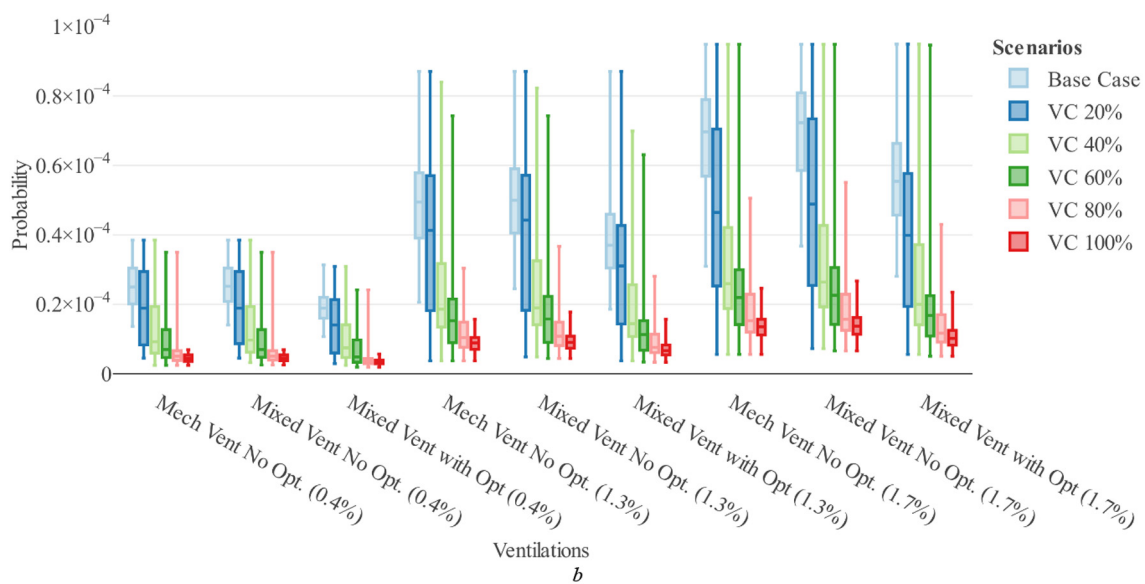 1×10⁻⁴
0.8×10⁻⁴
0.6×10⁻⁴
0.4×10⁻⁴
0.2×10⁻⁴
0
Probability
Scenarios
Base Case
VC 20%
VC 40%
VC 60%
VC 80%
VC 100%
Mech Vent No Opt. (0.4%)
Mixed Vent No Opt. (0.4%)
Mixed Vent with Opt (0.4%)
Mech Vent No Opt. (1.3%)
Mixed Vent No Opt. (1.3%)
Mixed Vent with Opt (1.3%)
Mech Vent No Opt. (1.7%)
Mixed Vent No Opt. (1.7%)
Mixed Vent with Opt (1.7%)
Ventilations
b